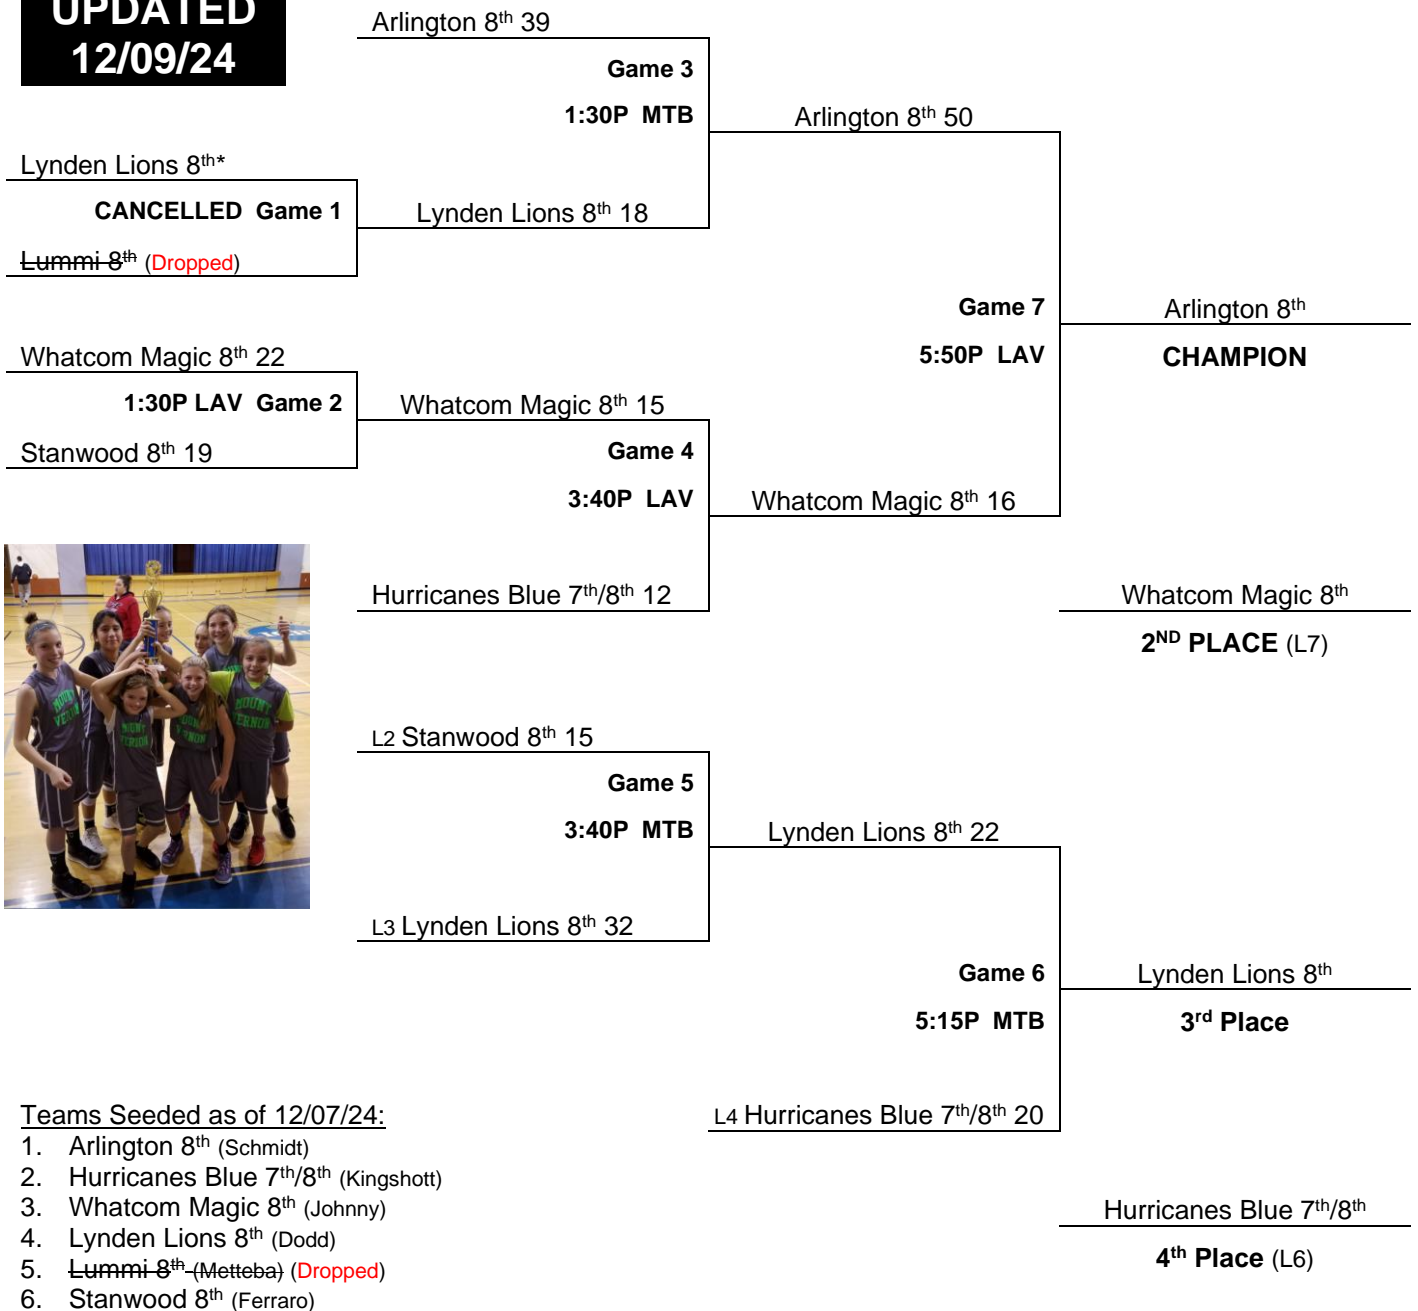 UPDATED
12/09/24
Arlington 8th 39
Game 3
1:30P MTB
Arlington 8th 50
Lynden Lions 8th*
CANCELLED Game 1
Lynden Lions 8th 18
Lummi 8th (Dropped)
Game 7
5:50P LAV
Arlington 8th
CHAMPION
Whatcom Magic 8th 22
1:30P LAV Game 2
Whatcom Magic 8th 15
Stanwood 8th 19
Game 4
3:40P LAV
Whatcom Magic 8th 16
Hurricanes Blue 7th/8th 12
Whatcom Magic 8th
2ND PLACE (L7)
MOUNT
VERNON
MOUNT
VERNON
L2 Stanwood 8th 15
Game 5
3:40P MTB
Lynden Lions 8th 22
L3 Lynden Lions 8th 32
Game 6
5:15P MTB
Lynden Lions 8th
3rd Place
L4 Hurricanes Blue 7th/8th 20
Teams Seeded as of 12/07/24:
1. Arlington 8th (Schmidt)
2. Hurricanes Blue 7th/8th (Kingshott)
3. Whatcom Magic 8th (Johnny)
4. Lynden Lions 8th (Dodd)
5. Lummi 8th (Metteba) (Dropped)
6. Stanwood 8th (Ferraro)
Hurricanes Blue 7th/8th
4th Place (L6)